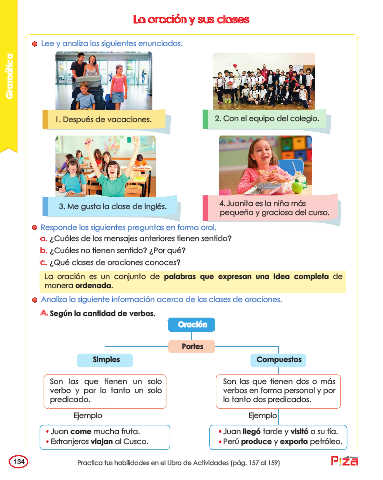 La oración y sus clases
Gramática
Lee y analiza los siguientes enunciados.
1. Después de vacaciones.
2. Con el equipo del colegio.
3. Me gusta la clase de inglés.
4. Juanita es la niña más
pequeña y graciosa del curso.
Responde las siguientes preguntas en forma oral.
a. ¿Cuáles de los mensajes anteriores tienen sentido?
b. ¿Cuáles no tienen sentido? ¿Por qué?
c. ¿Qué clases de oraciones conoces?
La oración es un conjunto de palabras que expresan una idea completa de
manera ordenada.
Analiza la siguiente información acerca de las clases de oraciones.
A. Según la cantidad de verbos.
Oración
Partes
Simples
Compuestas
Son las que tienen un solo
verbo y por lo tanto un solo
predicado.
Son las que tienen dos o más
verbos en forma personal y por
lo tanto dos predicados.
Ejemplo
Ejemplo
• Juan come mucha fruta.
• Extranjeros viajan al Cusco.
• Juan llegó tarde y visitó a su tía.
• Perú produce y exporta petróleo.
134
Practica tus habilidades en el Libro de Actividades (pág. 157 al 159)